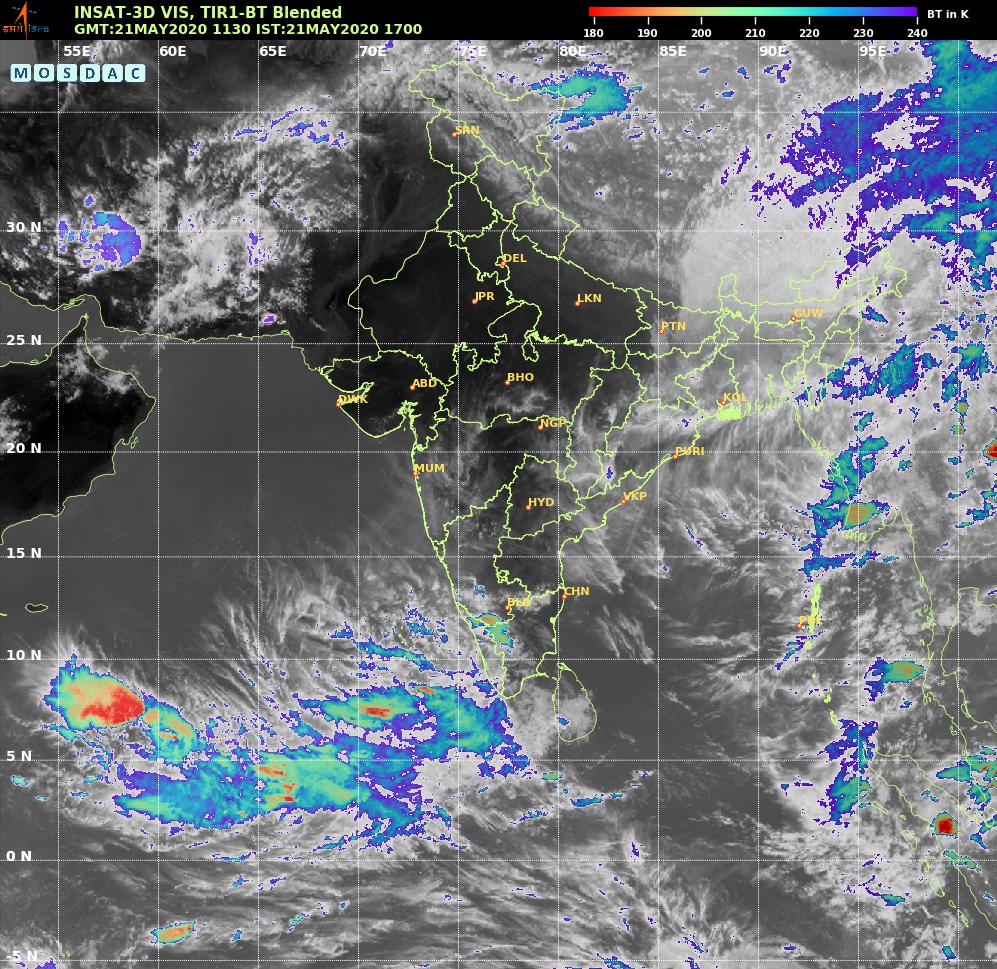 INSAT-3D VIS, TIR1-BT Blended
GMT:21MAY2020 1130 IST:21MAY2020 1700
BT in K
180 190 200 210 220 230 240
55E 60E 65E 70E 75E 80E 85E 90E 95E
MOSDAC
SRN
30 N
DEL
JPR
LKN
GUW
PTN
25 N
BHO
ABD
DWK
KOL
NGP
20 N
PURI
MUM
VKP
HYD
15 N
CHN
BLR
10 N
5 N
0 N
-5 N